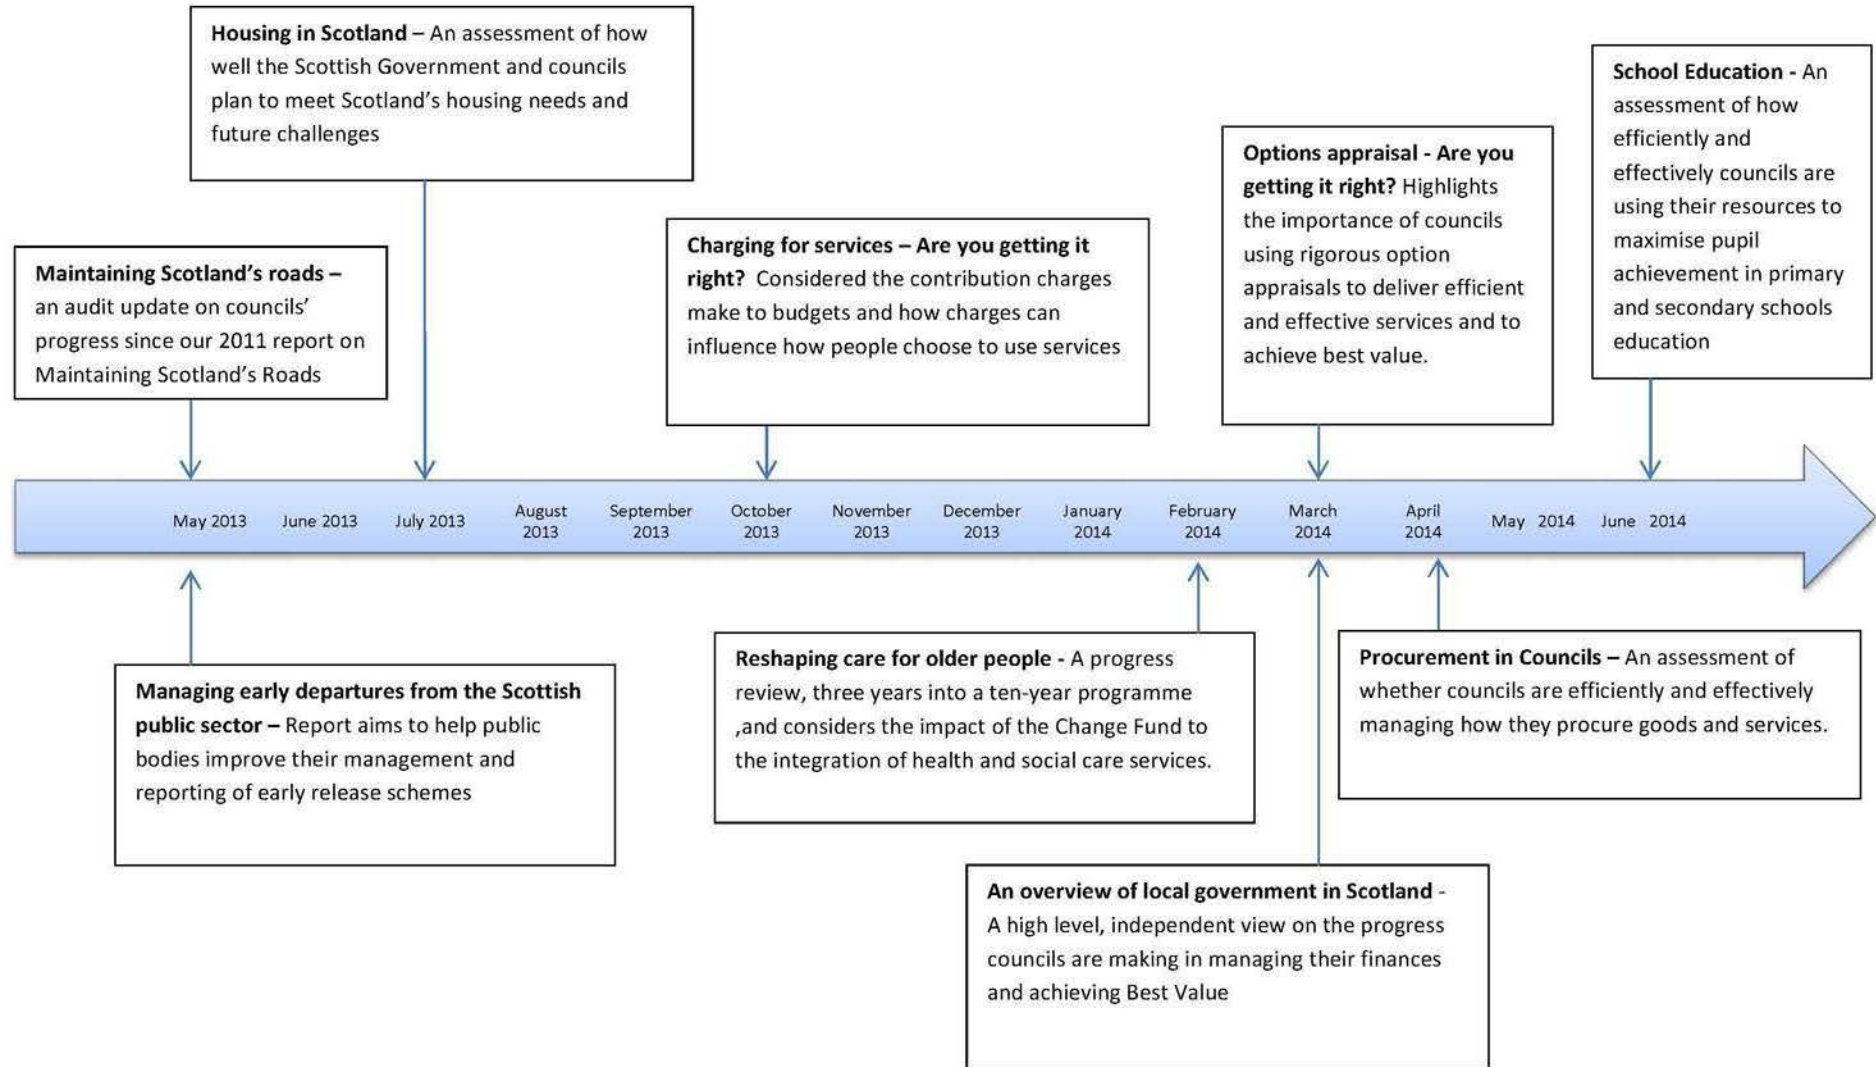 Housing in Scotland – An assessment of how
well the Scottish Government and councils
plan to meet Scotland's housing needs and
future challenges
School Education - An
assessment of how
efficiently and
effectively councils are
using their resources to
maximise pupil
achievement in primary
and secondary schools
education
Options appraisal - Are you
getting it right? Highlights
the importance of councils
using rigorous option
appraisals to deliver efficient
and effective services and to
achieve best value.
Charging for services – Are you getting it
right?  Considered the contribution charges
make to budgets and how charges can
influence how people choose to use services
Maintaining Scotland's roads –
an audit update on councils'
progress since our 2011 report on
Maintaining Scotland's Roads
May 2013
June 2013
July 2013
August
2013
September
2013
October
2013
November
2013
December
2013
January
2014
February
2014
March
2014
April
2014
May 2014
June 2014
Managing early departures from the Scottish
public sector – Report aims to help public
bodies improve their management and
reporting of early release schemes
Reshaping care for older people - A progress
review, three years into a ten-year programme
,and considers the impact of the Change Fund to
the integration of health and social care services.
Procurement in Councils – An assessment of
whether councils are efficiently and effectively
managing how they procure goods and services.
An overview of local government in Scotland -
A high level, independent view on the progress
councils are making in managing their finances
and achieving Best Value